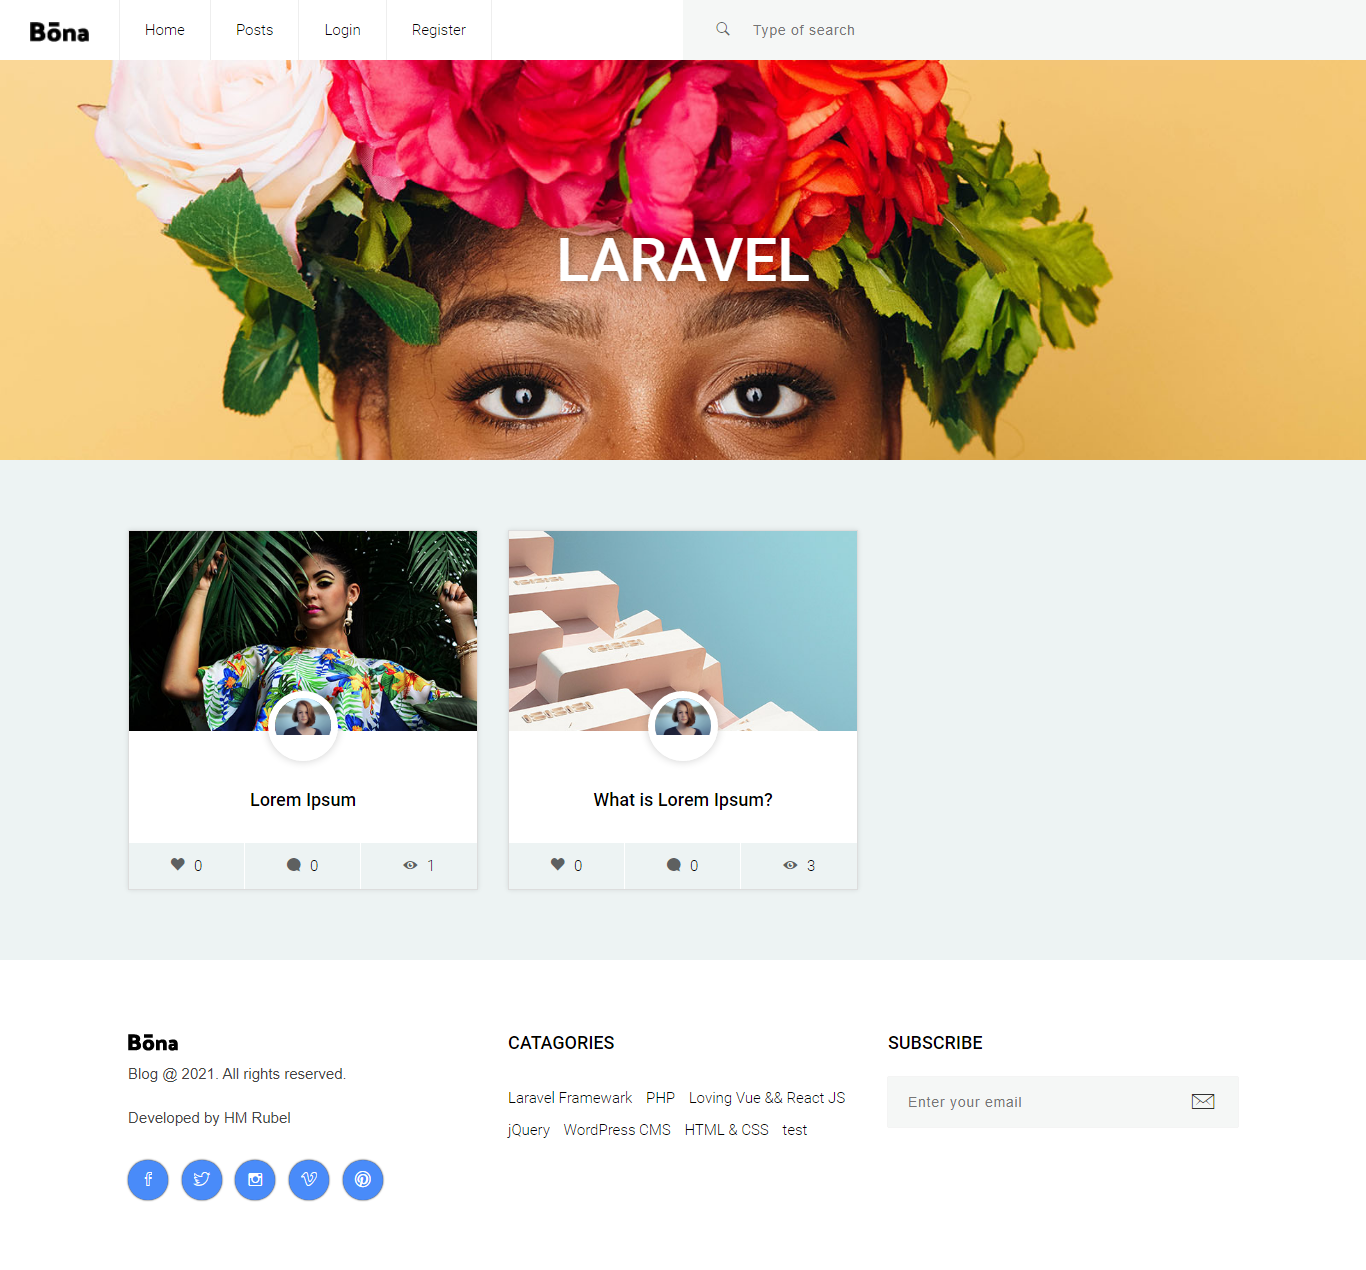 Bōna
Home
Posts
Login
Register
Type of search
LARAVEL
Lorem Ipsum
What is Lorem Ipsum?
0
0
1
0
0
3
Bōna
Blog @ 2021. All rights reserved.
Developed by HM Rubel
CATAGORIES
Laravel Framewark PHP Loving Vue && React JS
jQuery WordPress CMS HTML & CSS test
SUBSCRIBE
Enter your email